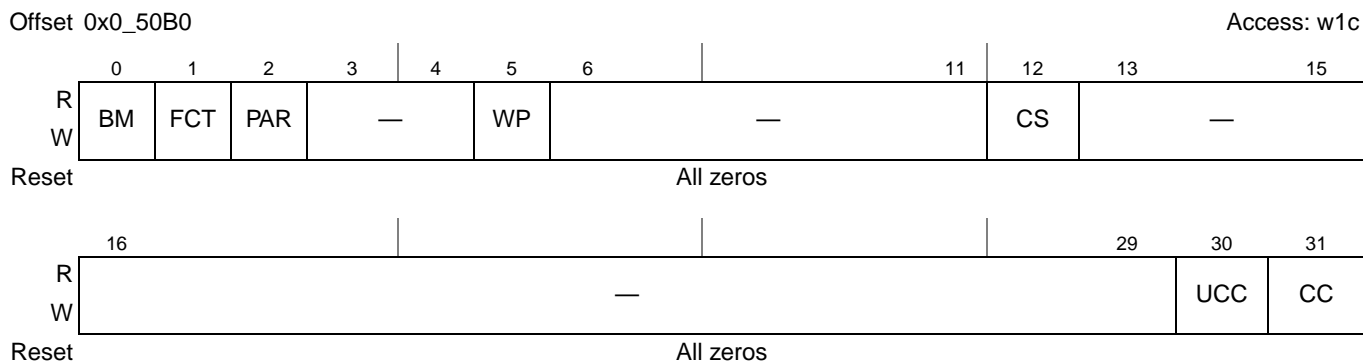 Offset 0x0_50B0 Access: w1c
0 1 2 3 4 5 6 11 12 13 15
R
W
BM FCT PAR — WP — CS —
Reset All zeros
16 29 30 31
R
W
— UCC CC
Reset All zeros